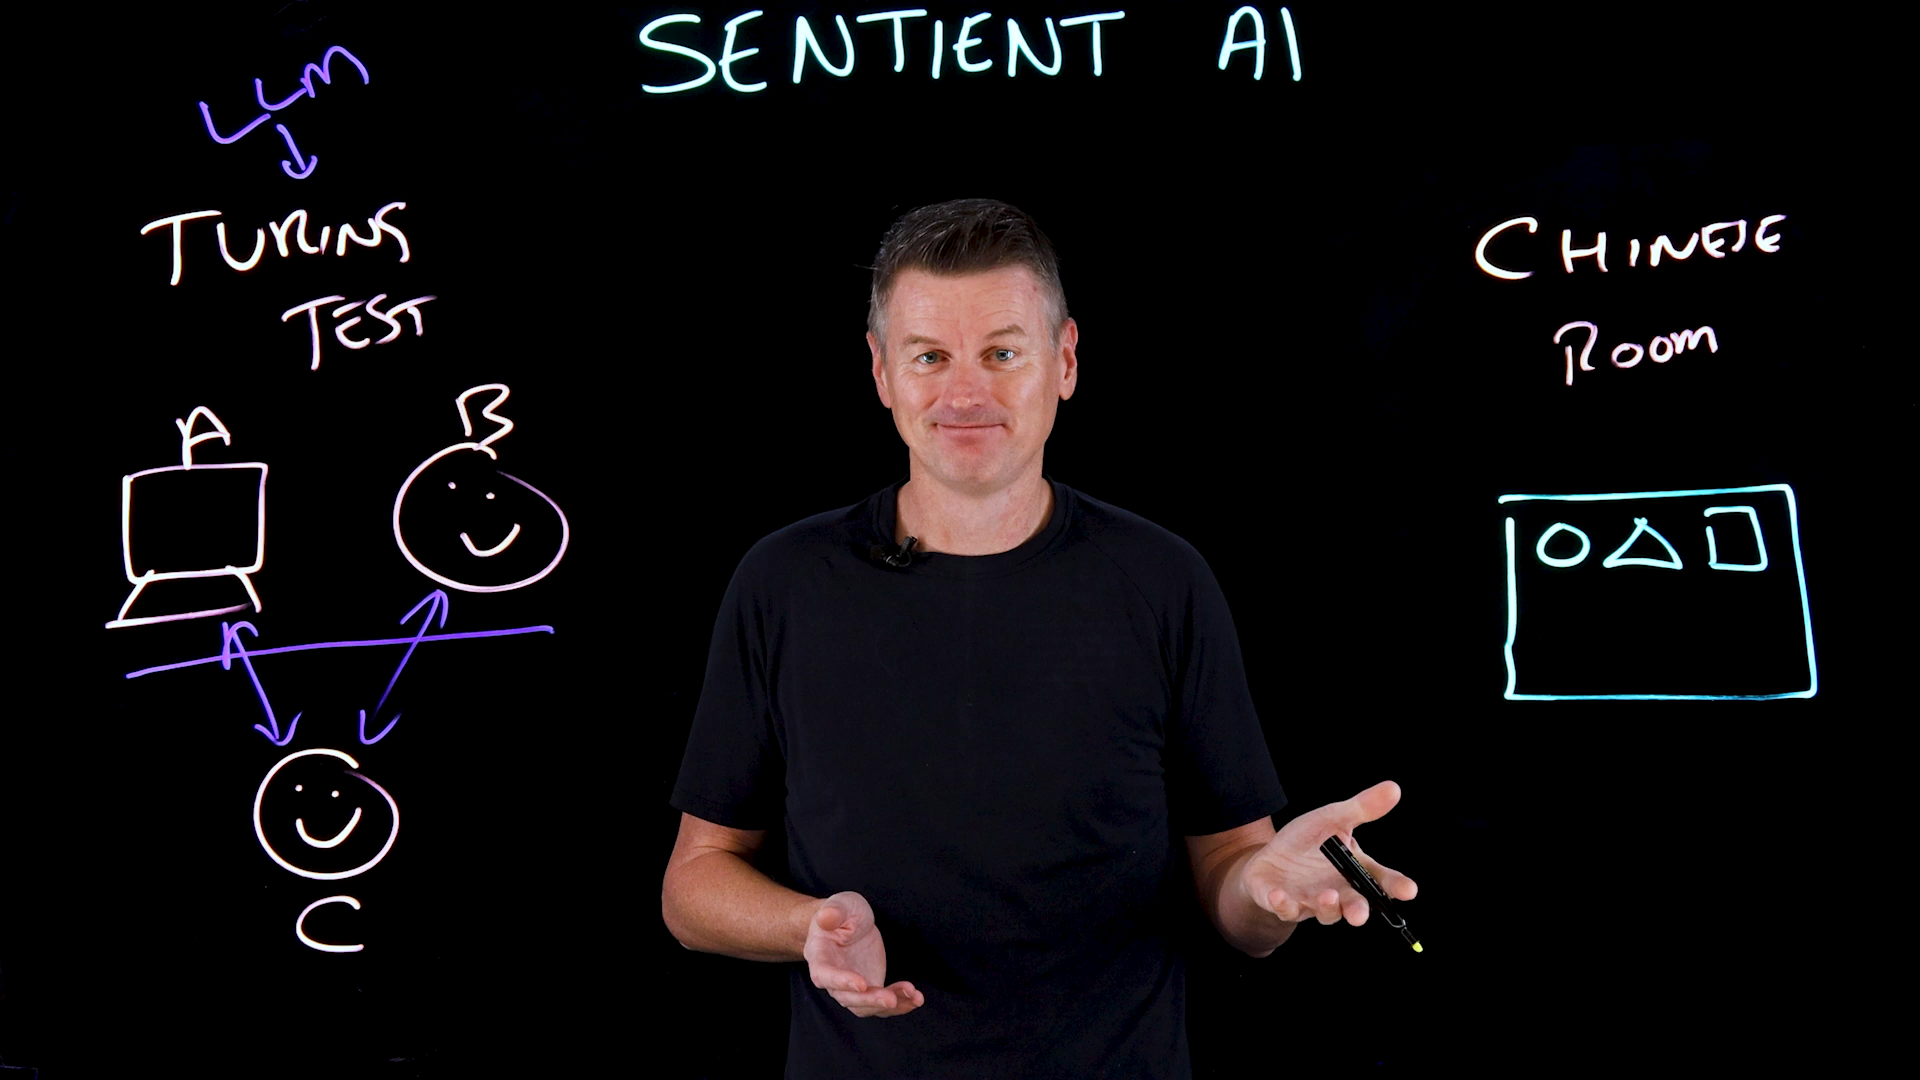 SENTIENT AI
LLM
TURING
TEST
A
B
C
CHINESE
ROOM